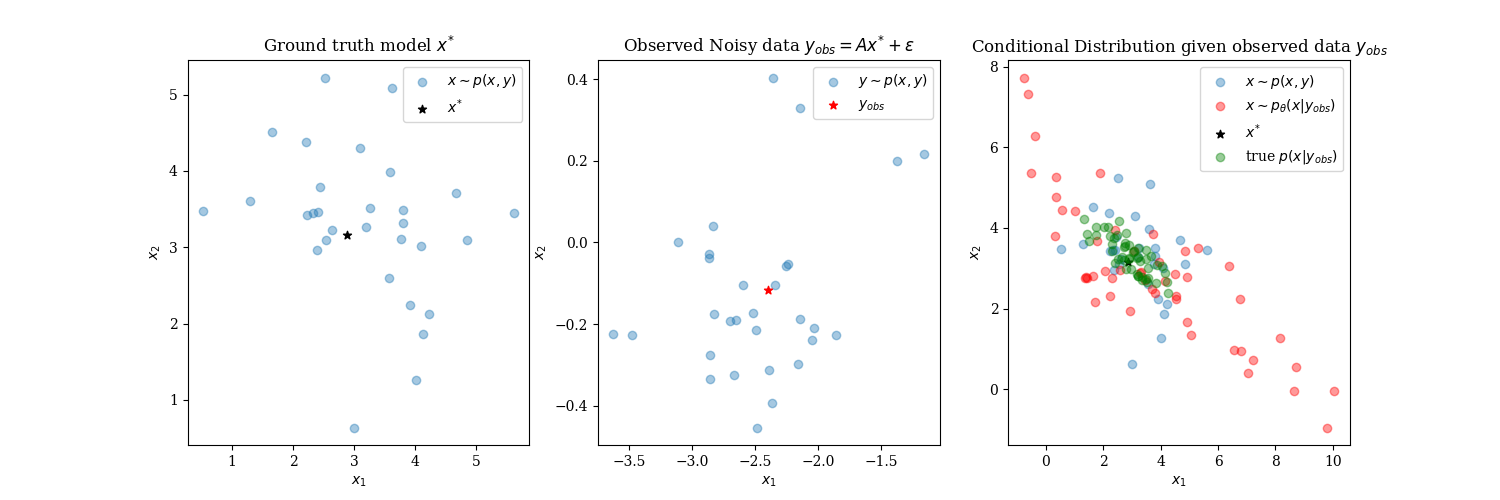 Ground truth model x*
x ~ p(x, y)
x*
5
4
3
2
1
x₂
1
2
3
4
5
x₁
Observed Noisy data y_obs = Ax* + ε
y ~ p(x, y)
y_obs
0.4
0.2
0.0
−0.2
−0.4
x₂
−3.5
−3.0
−2.5
−2.0
−1.5
x₁
Conditional Distribution given observed data y_obs
x ~ p(x, y)
x ~ p_θ(x|y_obs)
x*
true p(x|y_obs)
8
6
4
2
0
x₂
0
2
4
6
8
10
x₁